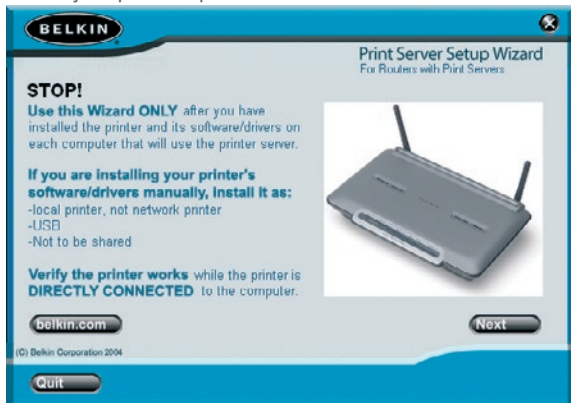 BELKIN
Print Server Setup Wizard
For Routers with Print Servers
STOP!
Use this Wizard ONLY after you have
installed the printer and its software/drivers on
each computer that will use the printer server.
If you are installing your printer's
software/drivers manually, install it as:
-local printer, not network printer
-USB
-Not to be shared
Verify the printer works while the printer is
DIRECTLY CONNECTED to the computer.
belkin.com
Next
(C) Belkin Corporation 2004
Quit